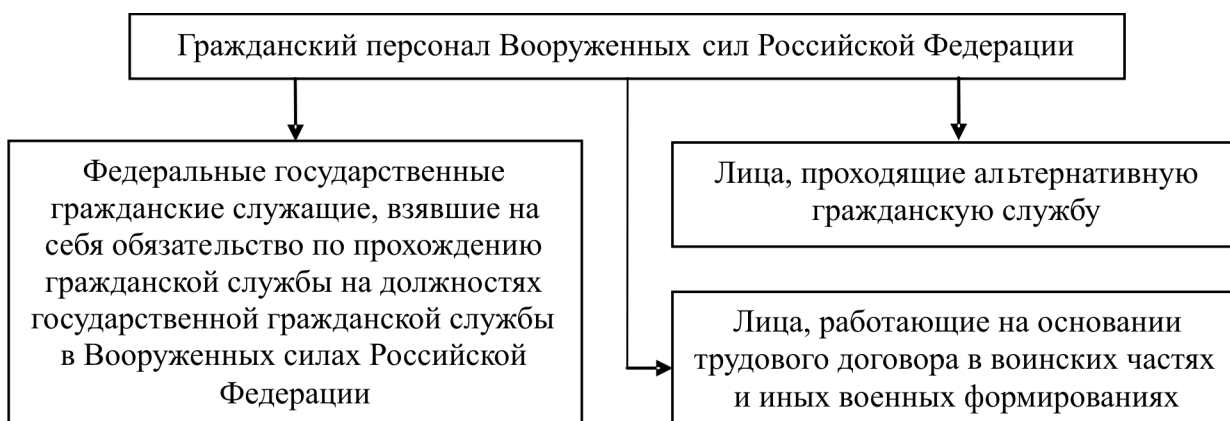 Гражданский персонал Вооруженных сил Российской Федерации
Федеральные государственные
гражданские служащие, взявшие на
себя обязательство по прохождению
гражданской службы на должностях
государственной гражданской службы
в Вооруженных силах Российской
Федерации
Лица, проходящие альтернативную
гражданскую службу
Лица, работающие на основании
трудового договора в воинских частях
и иных военных формированиях